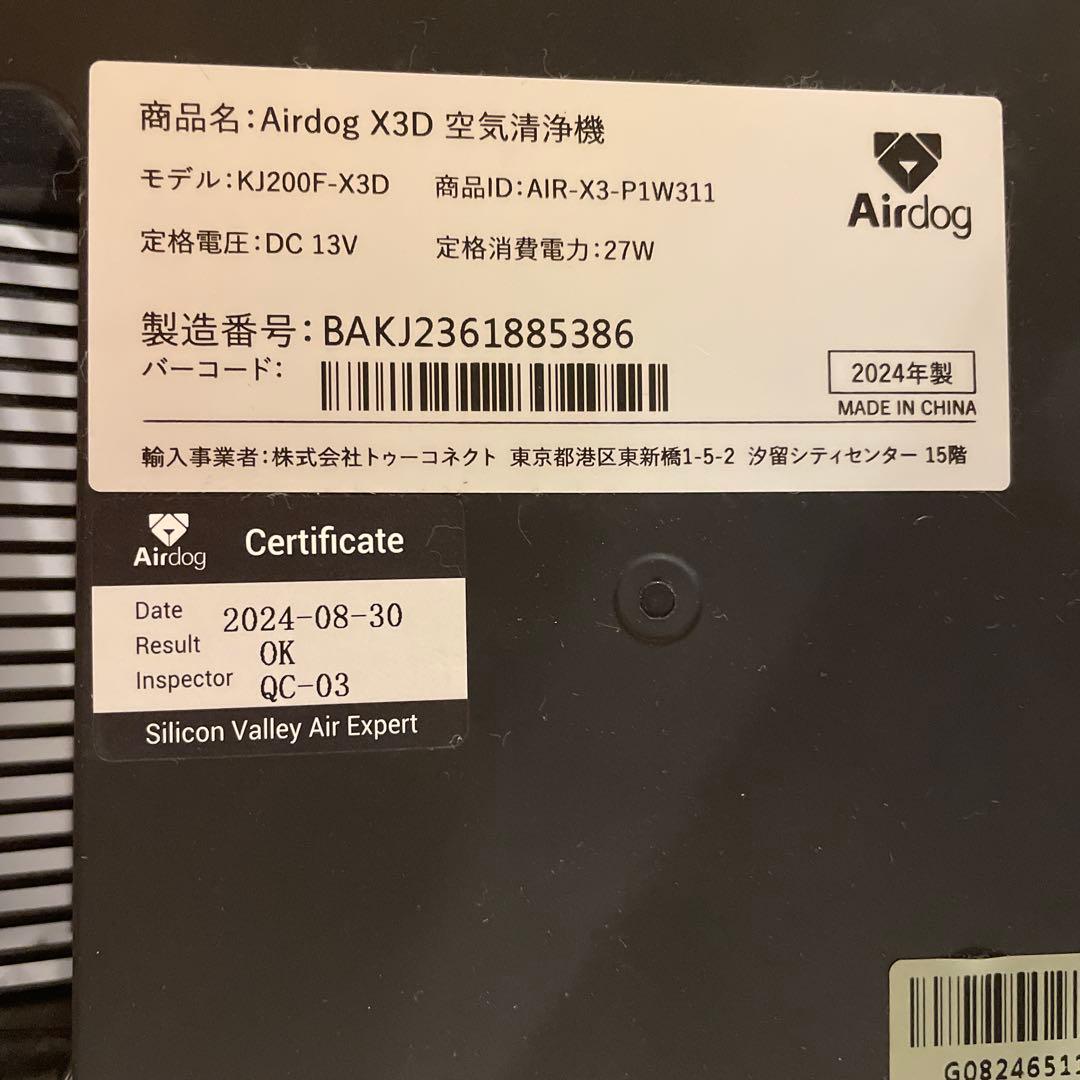 商品名:Airdog X3D 空気清浄機
モデル:KJ200F-X3D 商品ID:AIR-X3-P1W311
定格電圧:DC 13V 定格消費電力:27W
Airdog
製造番号:BAKJ2361885386
バーコード:
2024年製
MADE IN CHINA
輸入事業者:株式会社トゥーコネクト 東京都港区東新橋1-5-2 汐留シティセンター 15階
Airdog Certificate
Date 2024-08-30
Result OK
Inspector QC-03
Silicon Valley Air Expert